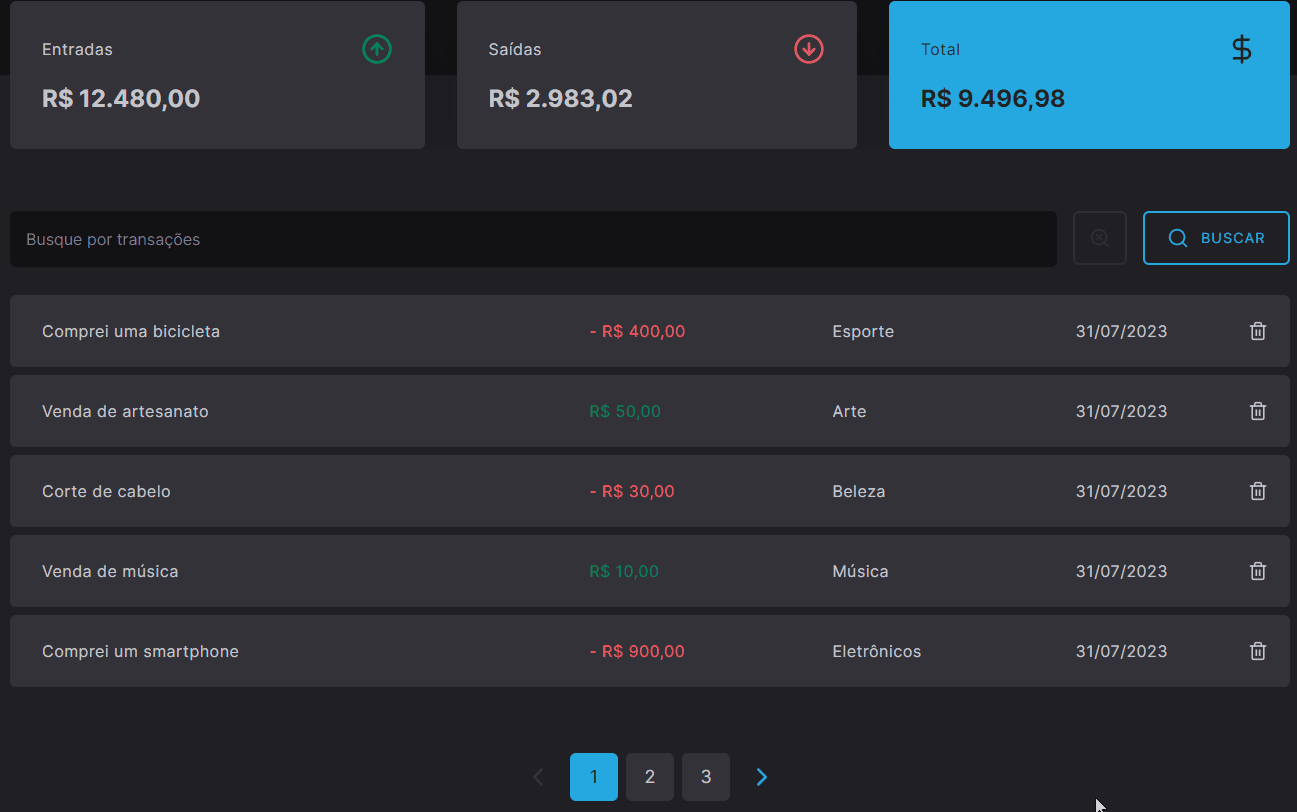 Entradas
R$ 12.480,00
Saídas
R$ 2.983,02
Total
R$ 9.496,98
Busque por transações
BUSCAR
Comprei uma bicicleta - R$ 400,00 Esporte 31/07/2023
Venda de artesanato R$ 50,00 Arte 31/07/2023
Corte de cabelo - R$ 30,00 Beleza 31/07/2023
Venda de música R$ 10,00 Música 31/07/2023
Comprei um smartphone - R$ 900,00 Eletrônicos 31/07/2023
1 2 3